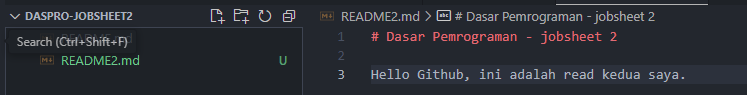 DASPRO-JOBSHEET2
Search (Ctrl+Shift+F)
README2.md U
README2.md > # Dasar Pemrograman - jobsheet 2
1 # Dasar Pemrograman - jobsheet 2
2
3 Hello Github, ini adalah read kedua saya.